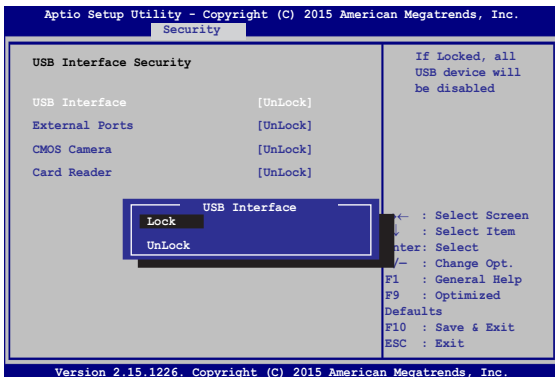 Aptio Setup Utility - Copyright (C) 2015 American Megatrends, Inc.
Security
USB Interface Security
USB Interface [UnLock]
External Ports [UnLock]
CMOS Camera [UnLock]
Card Reader [UnLock]
USB Interface
Lock
UnLock
If Locked, all
USB device will
be disabled
→← : Select Screen
↓ : Select Item
nter: Select
/— : Change Opt.
F1 : General Help
F9 : Optimized
Defaults
F10 : Save & Exit
ESC : Exit
Version 2.15.1226. Copyright (C) 2015 American Megatrends, Inc.